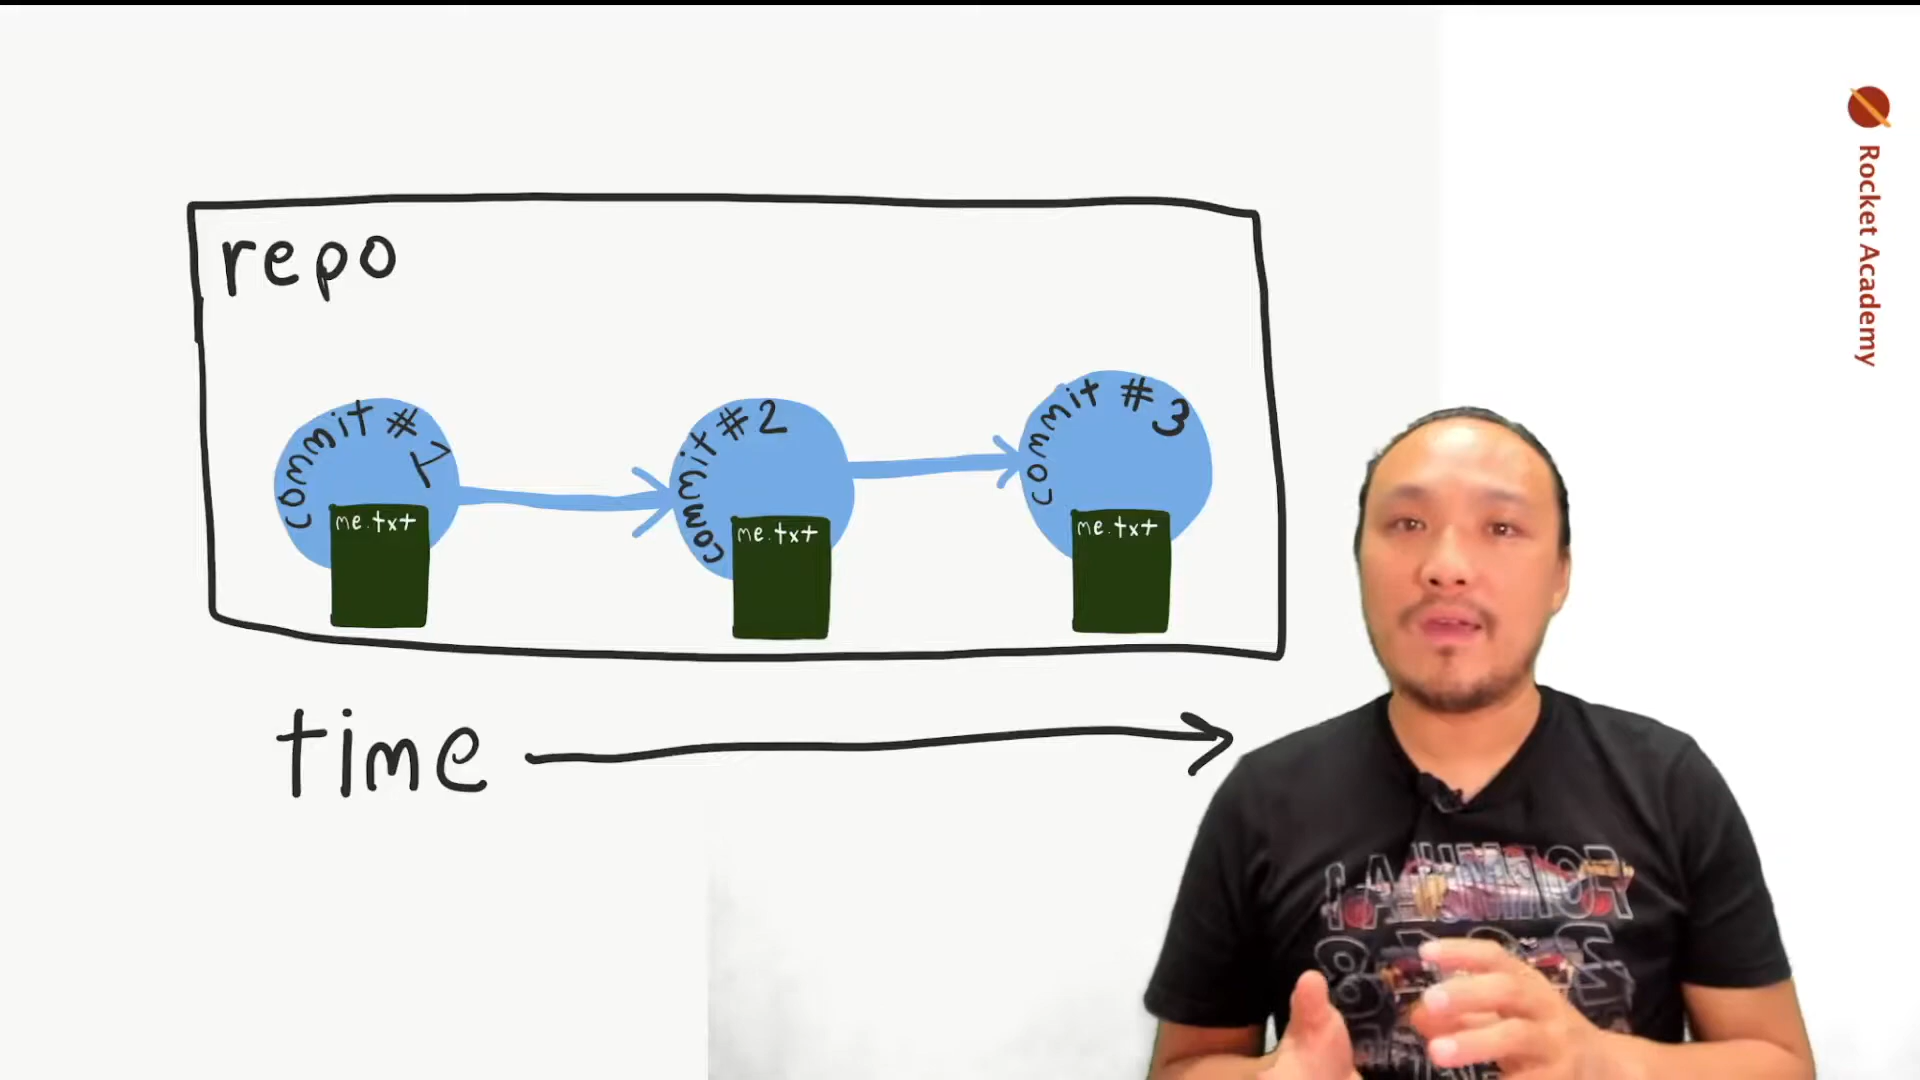 repo
commit #1
commit #2
commit #3
me.txt
me.txt
me.txt
time
Rocket Academy